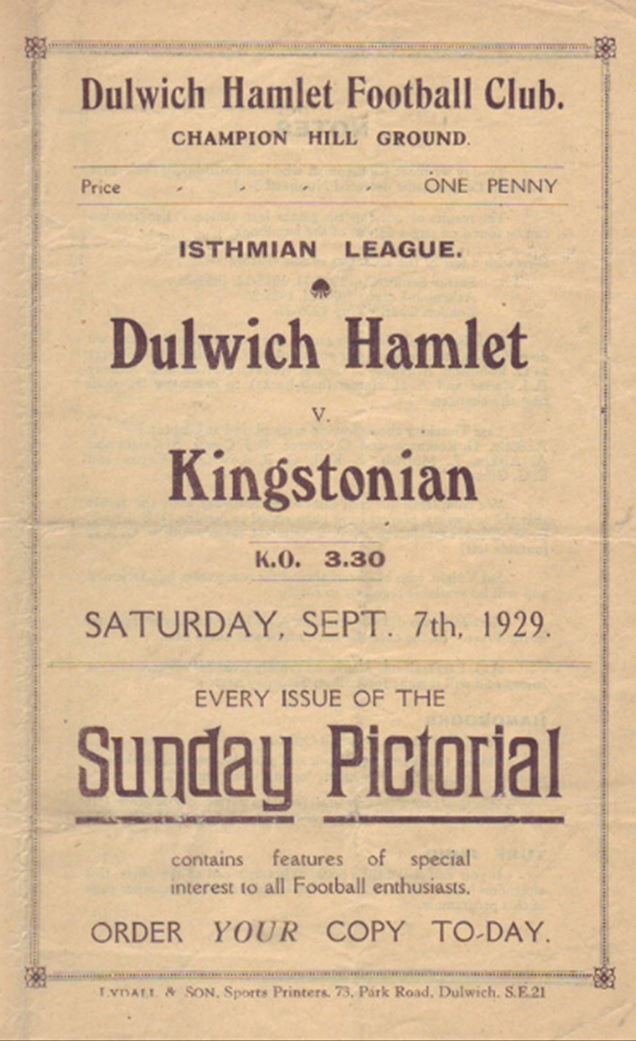 Dulwich Hamlet Football Club.
CHAMPION HILL GROUND.
Price - - - - ONE PENNY
ISTHMIAN LEAGUE.
Dulwich Hamlet
V.
Kingstonian
K.O. 3.30
SATURDAY, SEPT. 7th, 1929.
EVERY ISSUE OF THE
Sunday Pictorial
contains features of special
interest to all Football enthusiasts.
ORDER YOUR COPY TO-DAY.
LYDALL & SON, Sports Printers, 73, Park Road, Dulwich, S.E.21